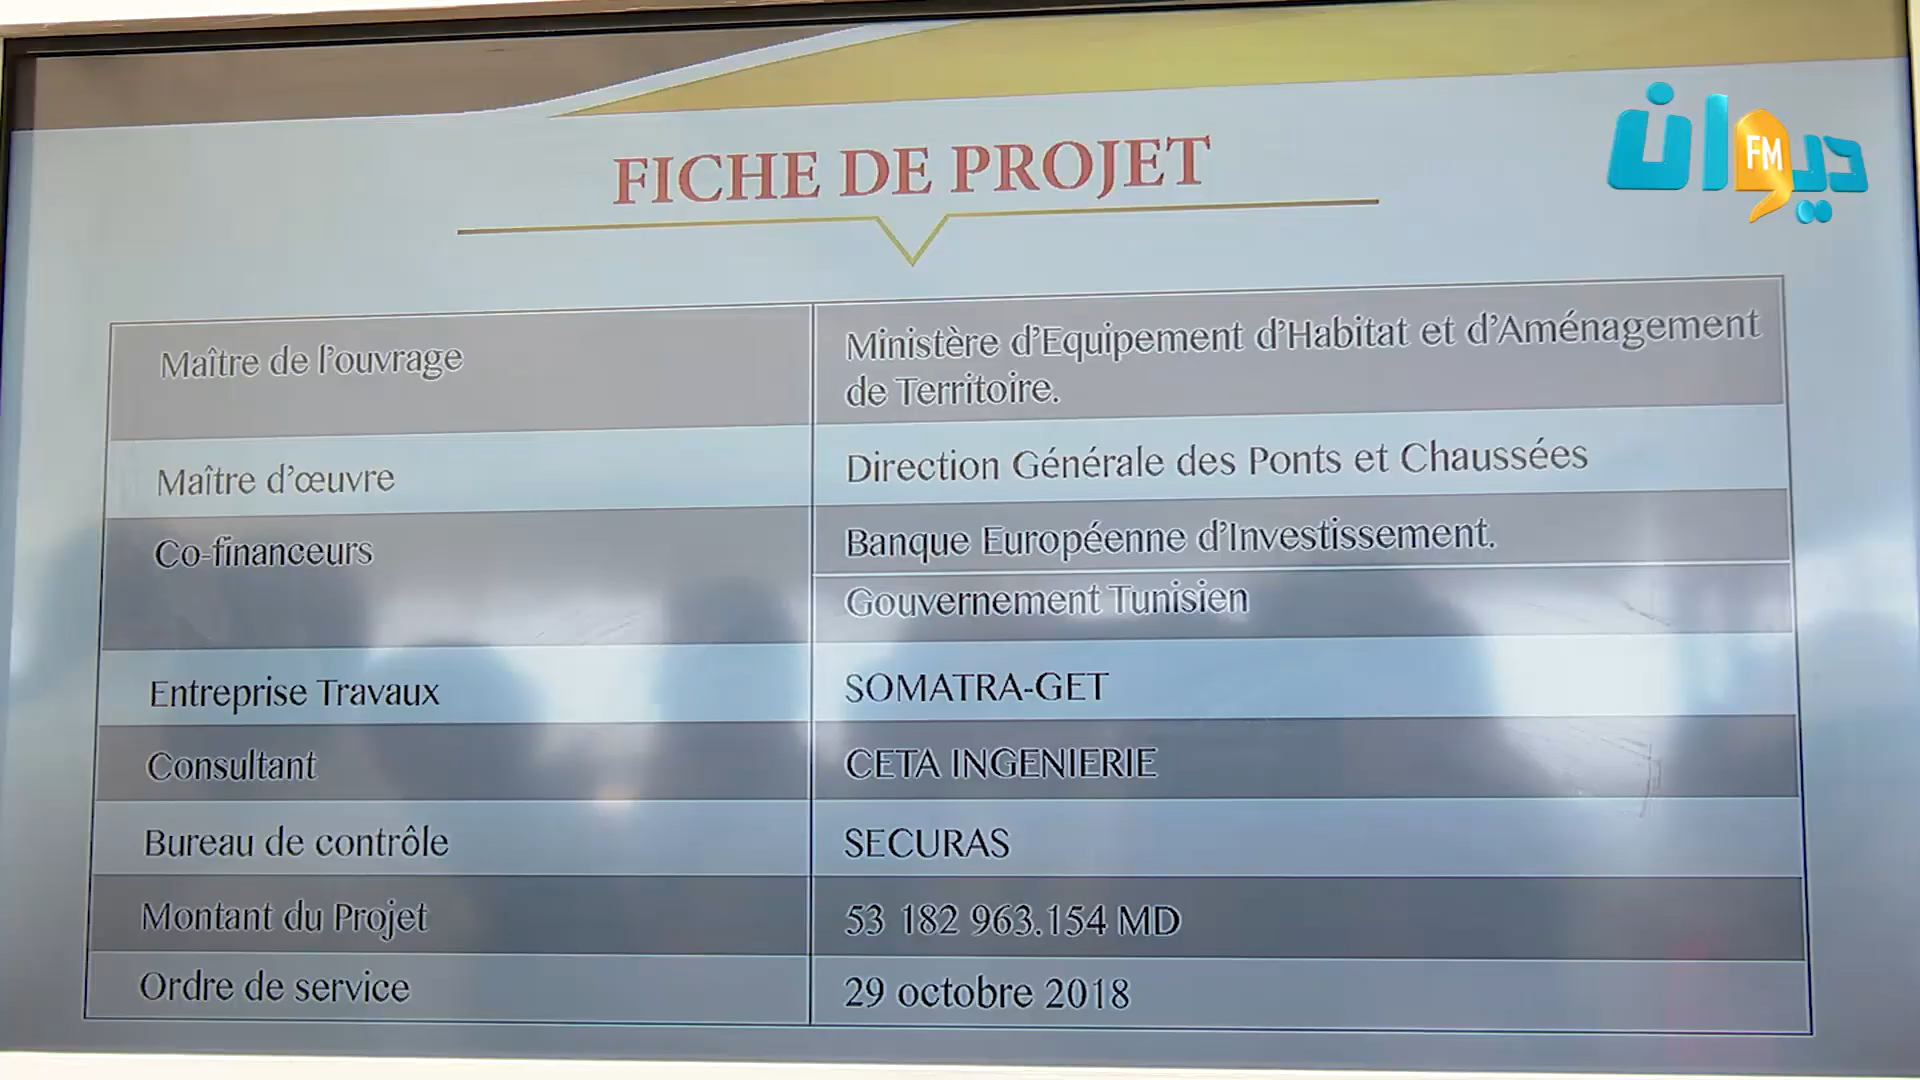 ديوان FM
FICHE DE PROJET
Maître de l'ouvrage
Ministère d'Equipement d'Habitat et d'Aménagement
de Territoire.
Maître d'œuvre
Direction Générale des Ponts et Chaussées
Co-financeurs
Banque Européenne d'Investissement.
Gouvernement Tunisien
Entreprise Travaux
SOMATRA-GET
Consultant
CETA INGENIERIE
Bureau de contrôle
SECURAS
Montant du Projet
53 182 963.154 MD
Ordre de service
29 octobre 2018